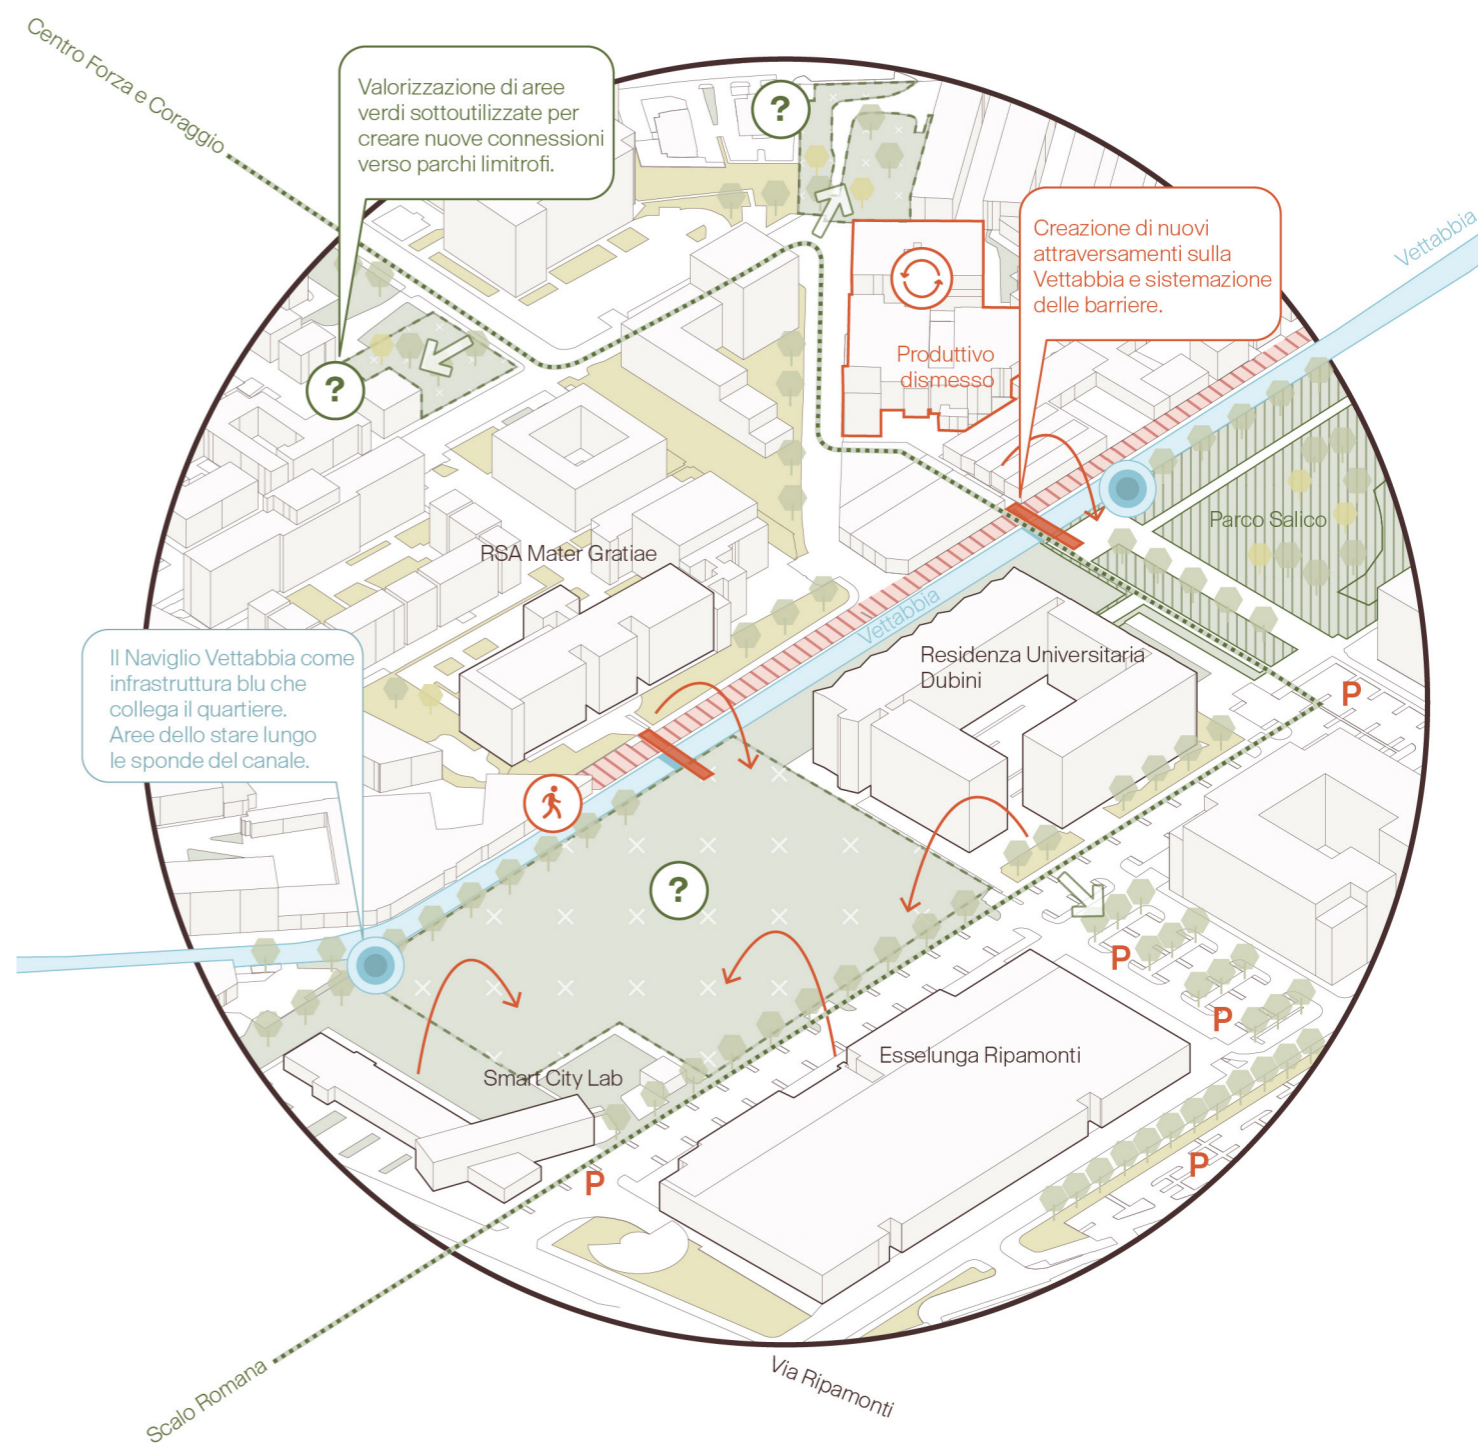 Centro Forza e Coraggio
Valorizzazione di aree
verdi sottoutilizzate per
creare nuove connessioni
verso parchi limitrofi.
?
Creazione di nuovi
attraversamenti sulla
Vettabbia e sistemazione
delle barriere.
Vettabbia
Produttivo
dismesso
?
Parco Salico
RSA Mater Gratiae
Vettabbia
Residenza Universitaria
Dubini
Il Naviglio Vettabbia come
infrastruttura blu che
collega il quartiere.
Aree dello stare lungo
le sponde del canale.
P
?
P
P
Esselunga Ripamonti
Smart City Lab
P
P
Scalo Romana
Via Ripamonti